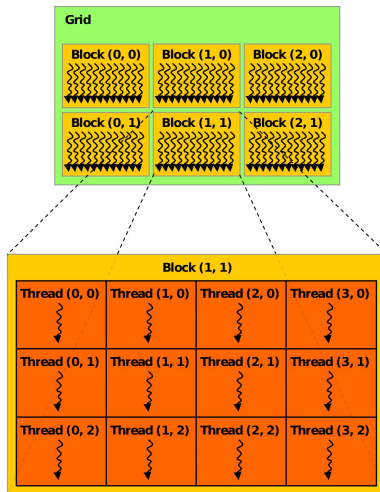 Grid
Block (0, 0) Block (1, 0) Block (2, 0)
Block (0, 1) Block (1, 1) Block (2, 1)
Block (1, 1)
Thread (0, 0) Thread (1, 0) Thread (2, 0) Thread (3, 0)
Thread (0, 1) Thread (1, 1) Thread (2, 1) Thread (3, 1)
Thread (0, 2) Thread (1, 2) Thread (2, 2) Thread (3, 2)